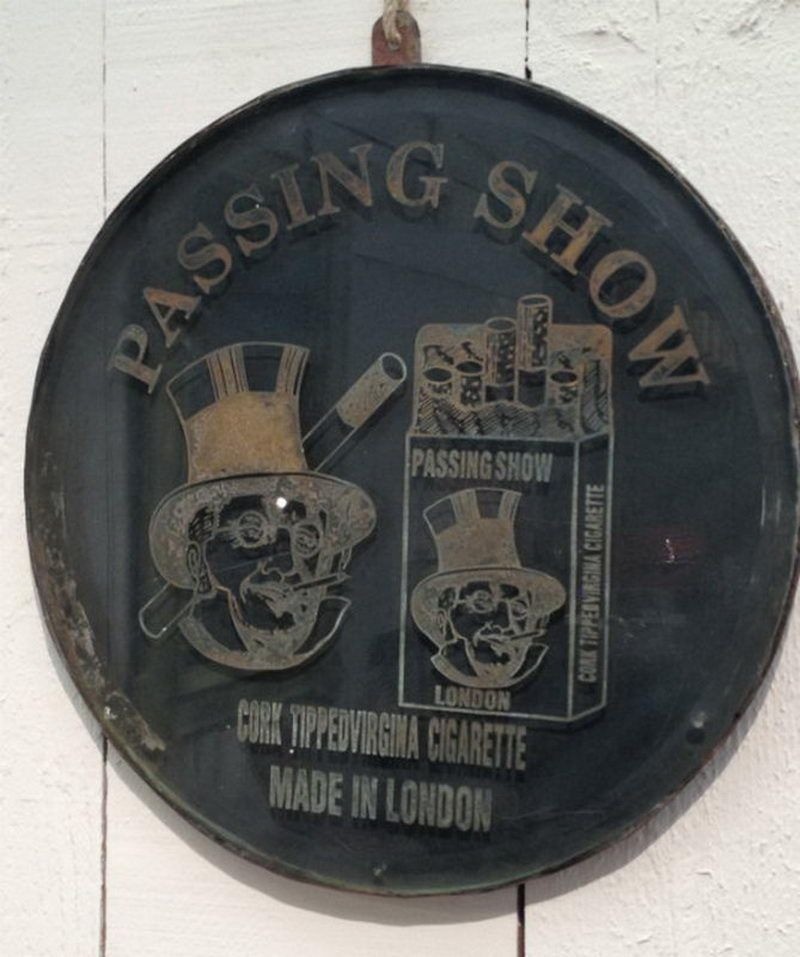 PASSING SHOW
PASSING SHOW
CORK TIPPEDVIRGINA CIGARETTE
LONDON
CORK TIPPEDVIRGINA CIGARETTE
MADE IN LONDON